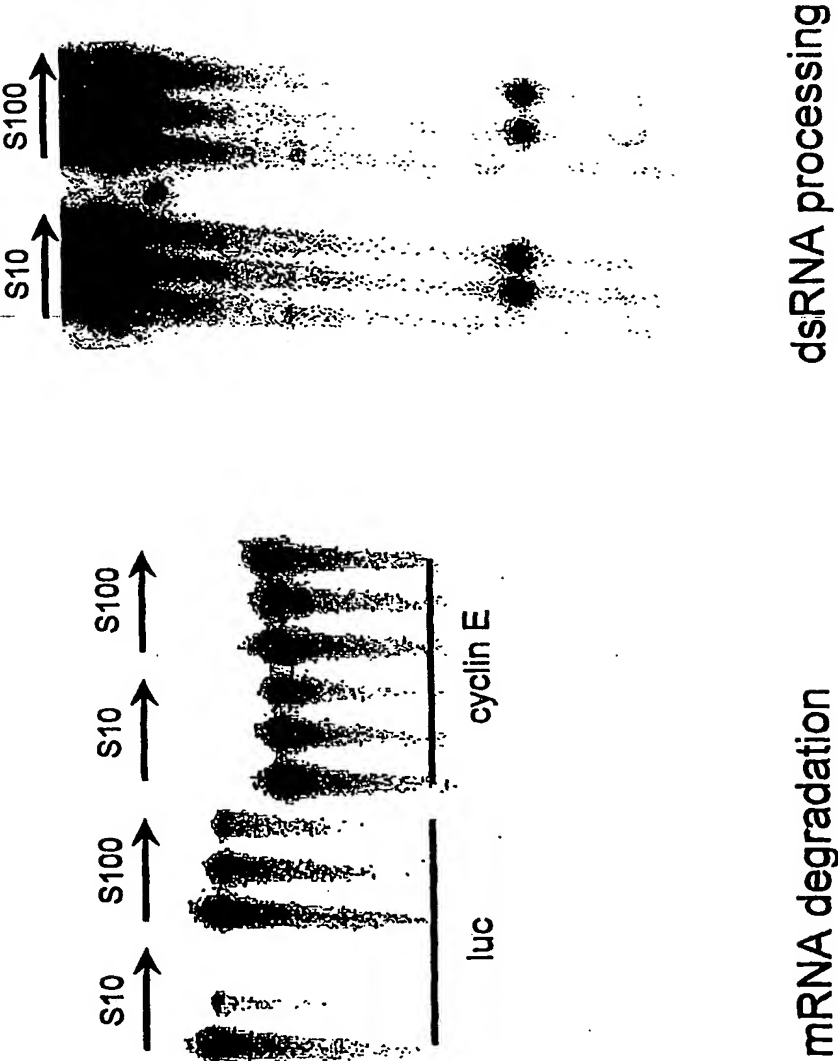 S10
S100
S10
S100
luc
cyclin E
mRNA degradation
S10
S100
dsRNA processing